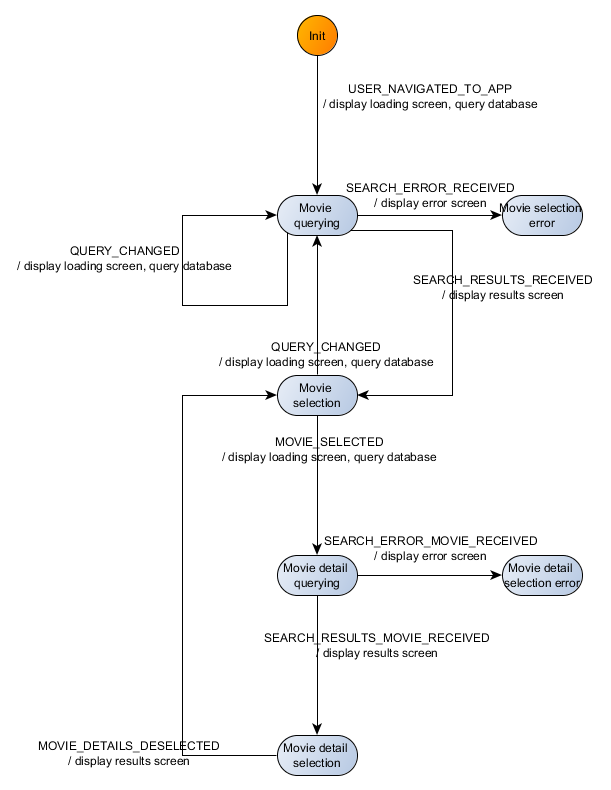 Init
USER_NAVIGATED_TO_APP
/ display loading screen, query database
Movie
querying
SEARCH_ERROR_RECEIVED
/ display error screen
Movie selection
error
QUERY_CHANGED
/ display loading screen, query database
SEARCH_RESULTS_RECEIVED
/ display results screen
QUERY_CHANGED
/ display loading screen, query database
Movie
selection
MOVIE_SELECTED
/ display loading screen, query database
SEARCH_ERROR_MOVIE_RECEIVED
/ display error screen
Movie detail
querying
Movie detail
selection error
SEARCH_RESULTS_MOVIE_RECEIVED
/ display results screen
MOVIE_DETAILS_DESELECTED
/ display results screen
Movie detail
selection